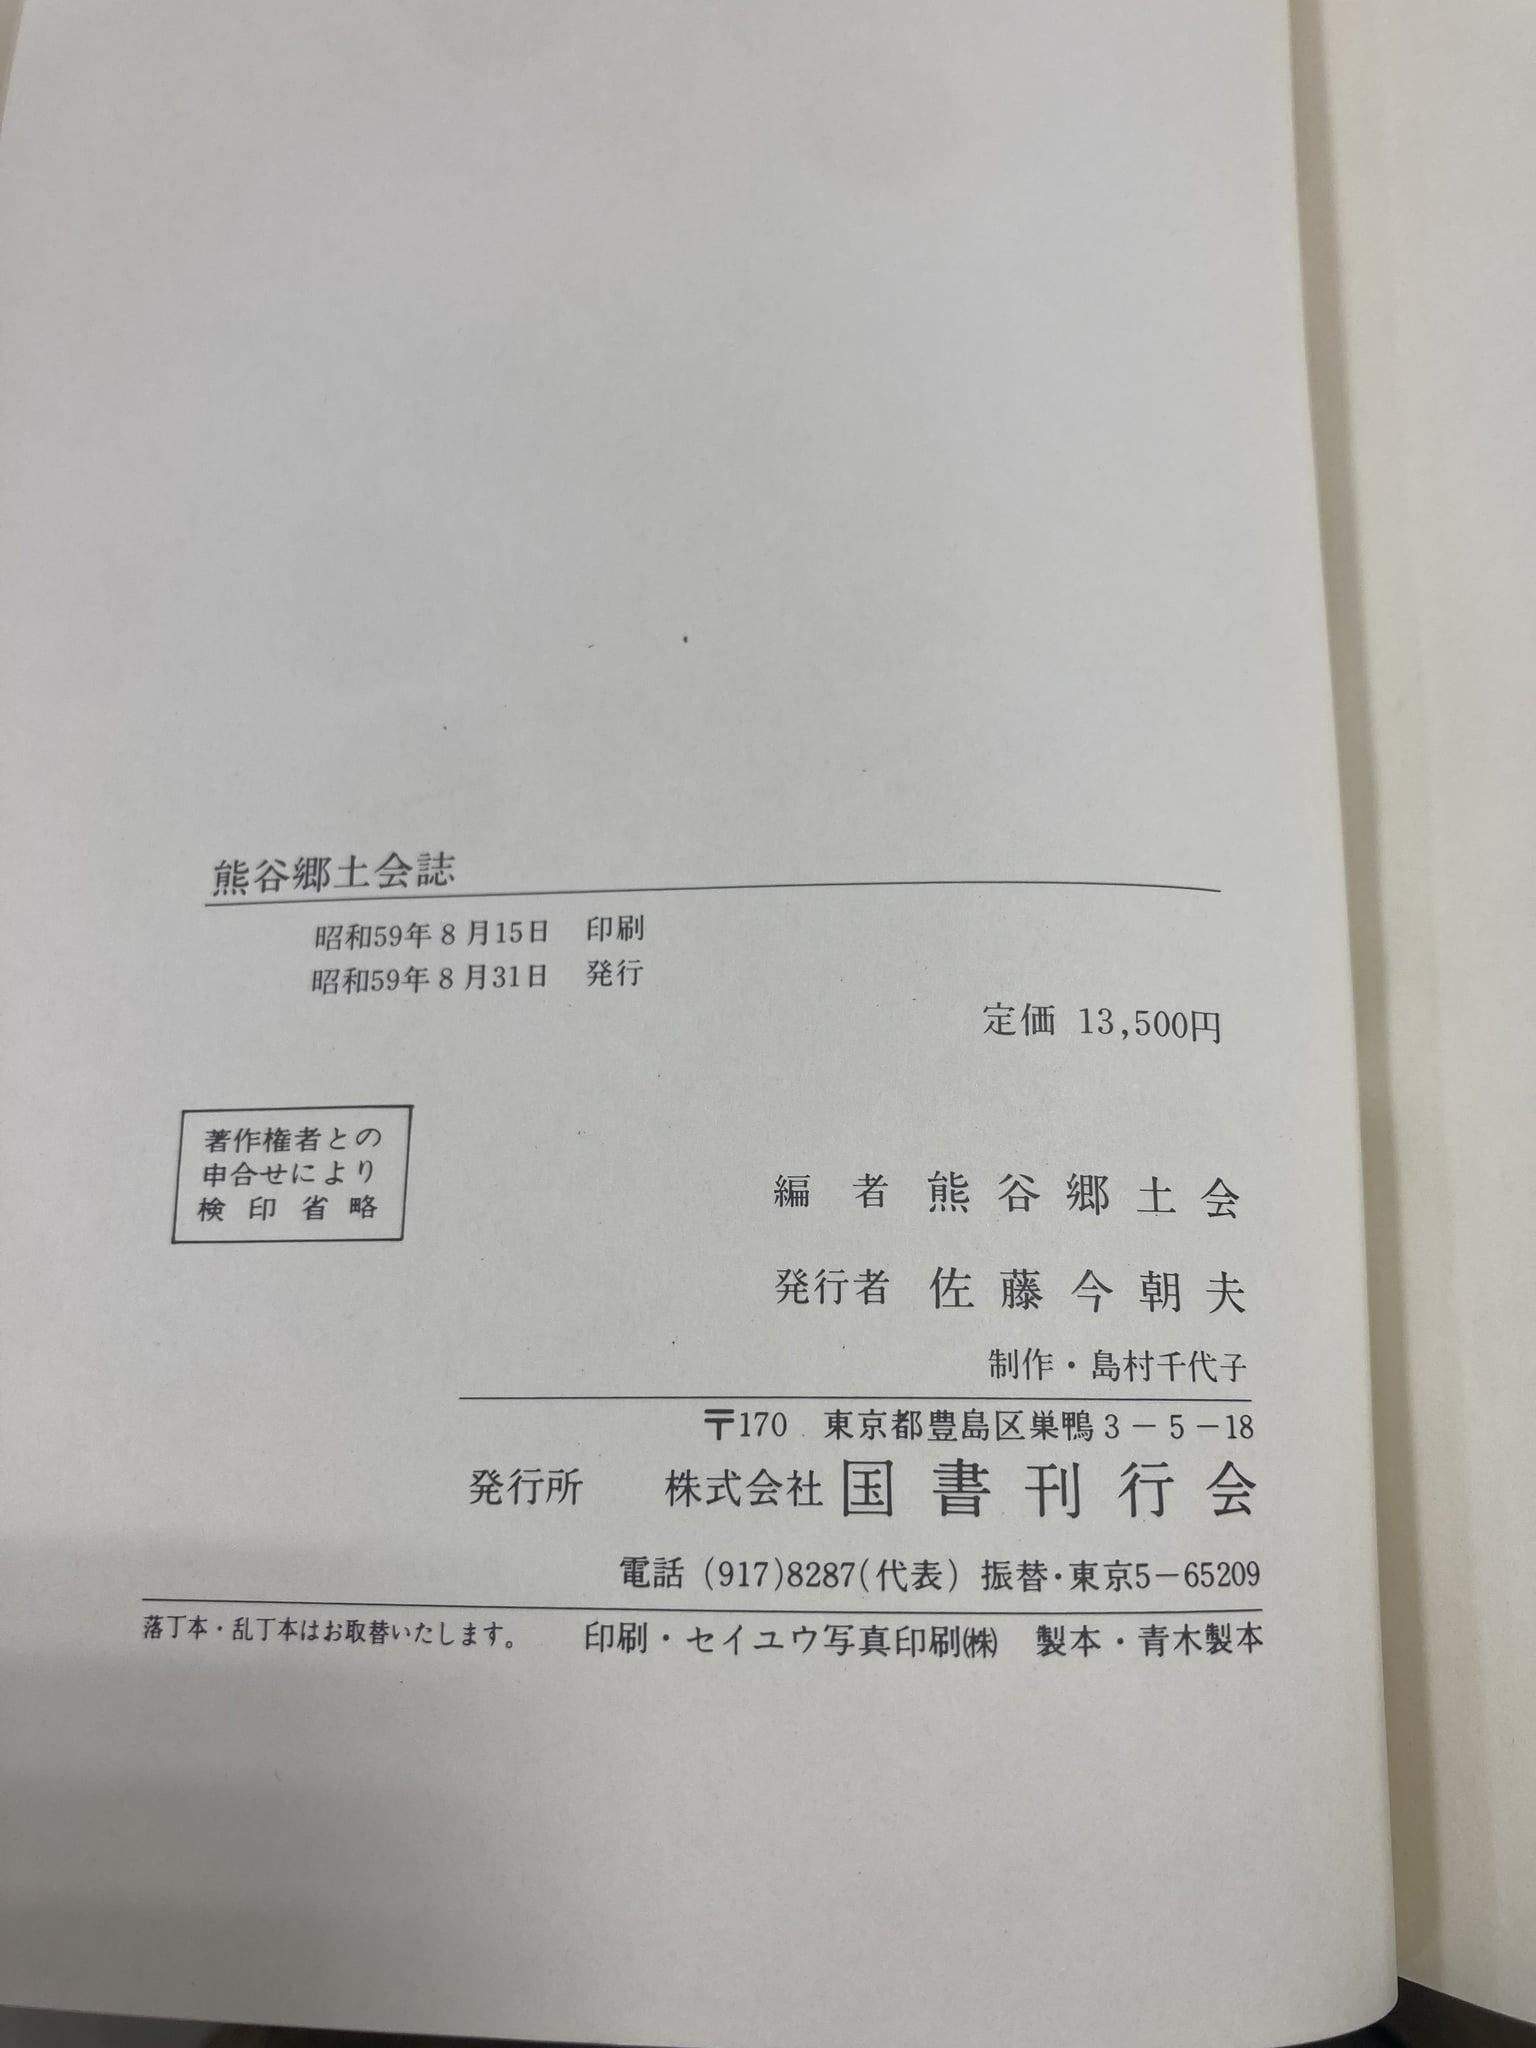 熊谷郷土会誌
昭和59年8月15日 印刷
昭和59年8月31日 発行
定価 13,500円
著作権者との
申合せにより
検印省略
編者 熊谷郷土会
発行者 佐藤今朝夫
制作・島村千代子
〒170 東京都豊島区巣鴨3-5-18
発行所 株式会社国書刊行会
電話 (917)8287(代表) 振替・東京5-65209
落丁本・乱丁本はお取替いたします。 印刷・セイユウ写真印刷㈱ 製本・青木製本